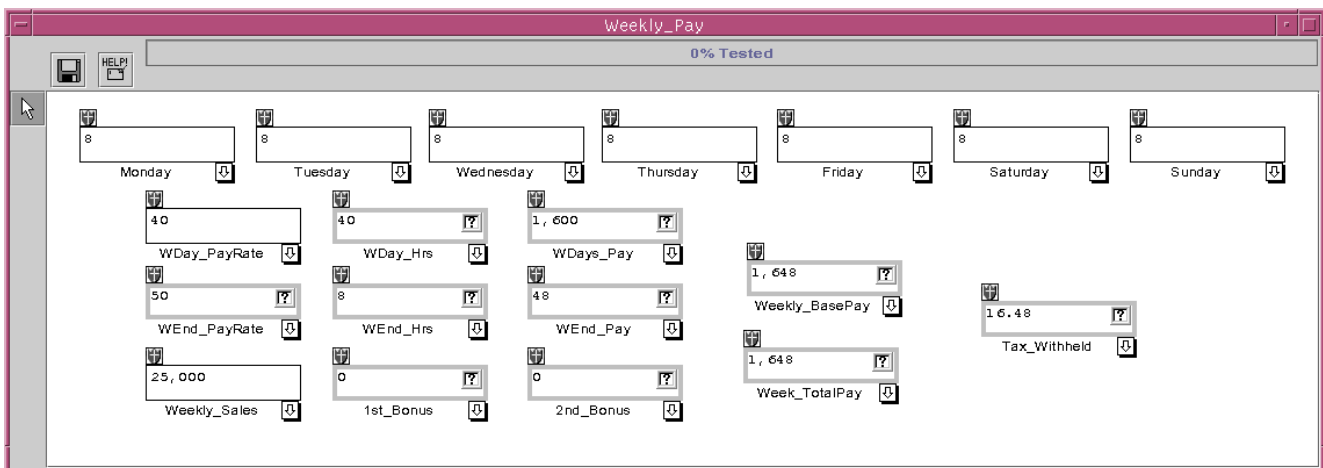 Weekly_Pay
0% Tested
HELP!
8 8 8 8 8 8 8
Monday Tuesday Wednesday Thursday Friday Saturday Sunday
40 40 ? 1,600 ?
WDay_PayRate WDay_Hrs WDays_Pay
1,648 ?
50 ? 8 ? 48 ?
Weekly_BasePay
16.48 ?
WEnd_PayRate WEnd_Hrs WEnd_Pay
Tax_Withheld
1,648 ?
25,000 0 ? 0 ?
Week_TotalPay
Weekly_Sales 1st_Bonus 2nd_Bonus